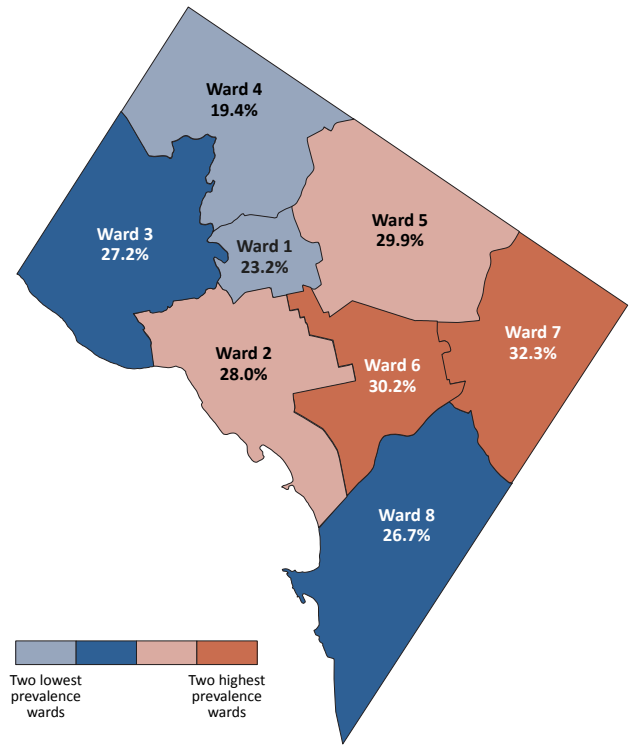 Ward 4
19.4%
Ward 5
29.9%
Ward 3
27.2%
Ward 1
23.2%
Ward 7
32.3%
Ward 2
28.0%
Ward 6
30.2%
Ward 8
26.7%
Two lowest
prevalence
wards
Two highest
prevalence
wards